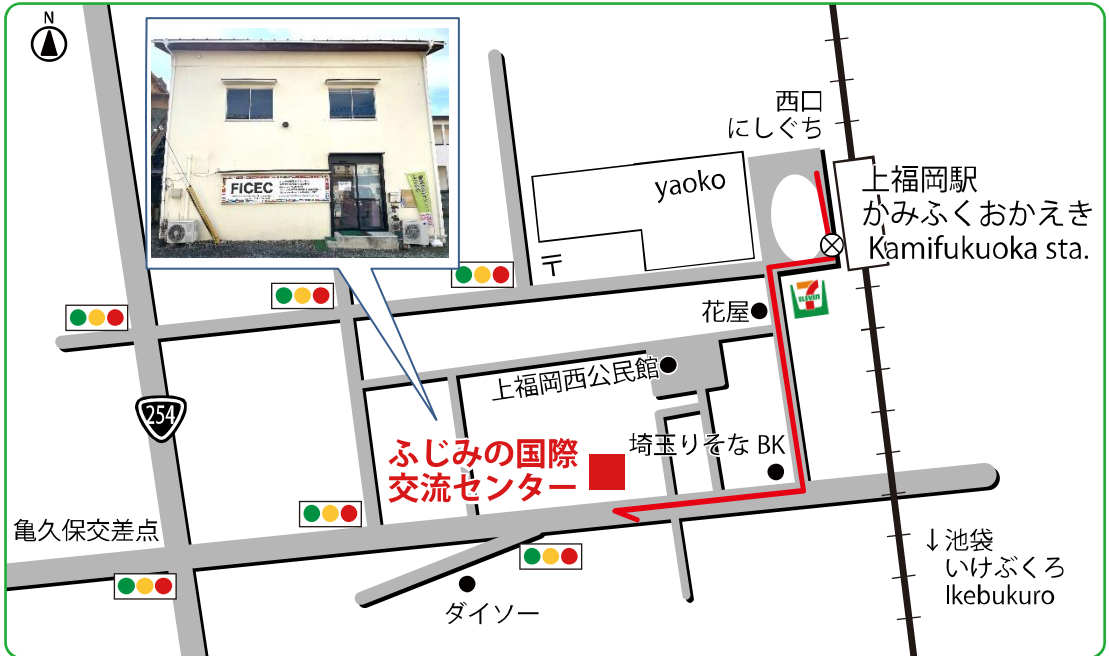 N
FICEC
西口
にしぐち
yaoko
上福岡駅
かみふくおかえき
Kamifukuoka sta.
〒
7
ELEVEN
花屋
上福岡西公民館
254
ふじみの国際
交流センター
埼玉りそな BK
亀久保交差点
ダイソー
↓池袋
いけぶくろ
Ikebukuro